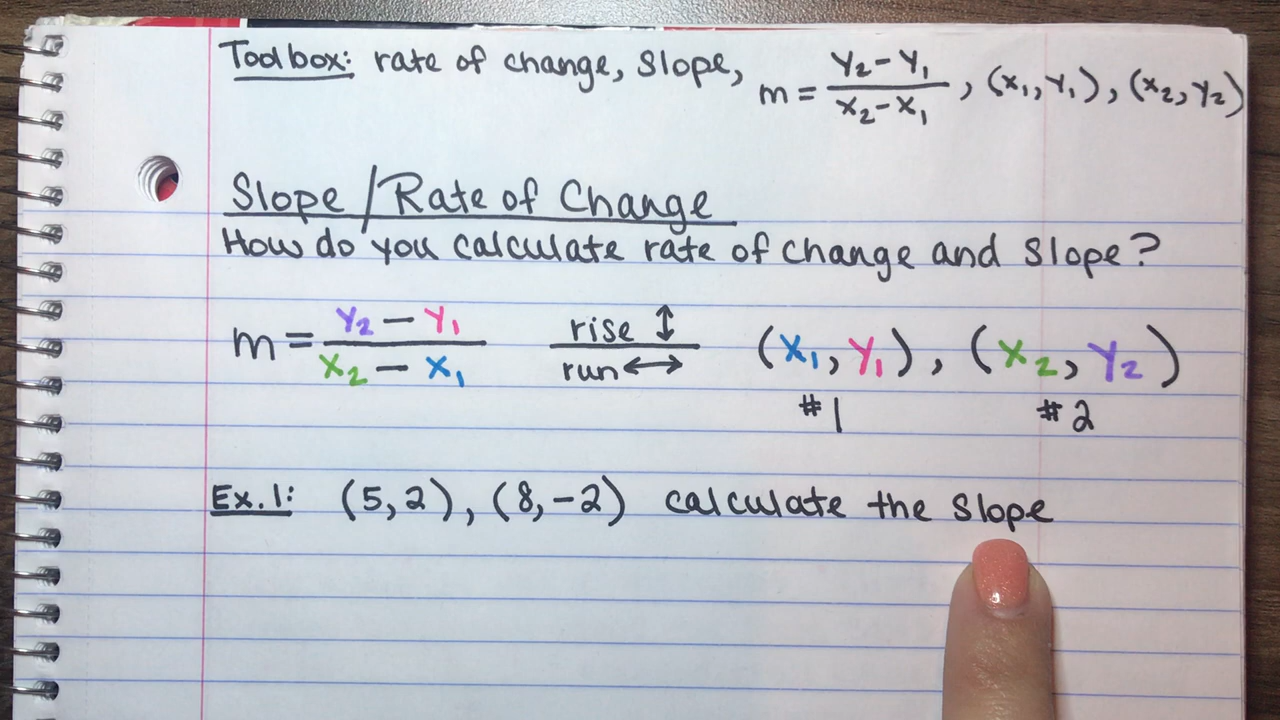 Toolbox: rate of change, slope, m = y₂ - y₁ / x₂ - x₁, (x₁, y₁), (x₂, y₂)
Slope / Rate of Change
How do you calculate rate of change and slope?
m = y₂ - y₁ / x₂ - x₁ rise ↕ / run ↔ (x₁, y₁), (x₂, y₂)
#1 #2
Ex. 1: (5, 2), (8, -2) calculate the slope